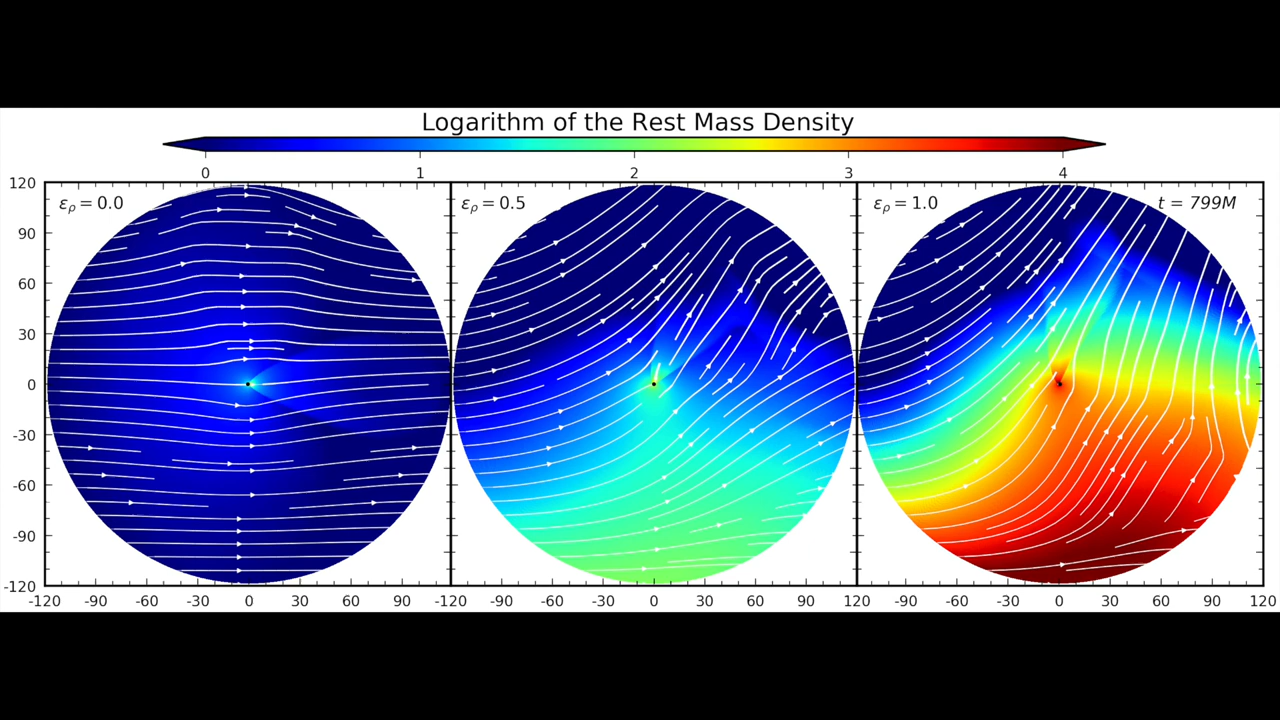 Logarithm of the Rest Mass Density
0 1 2 3 4
ε_ρ = 0.0
ε_ρ = 0.5
ε_ρ = 1.0
t = 799M
120
90
60
30
0
-30
-60
-90
-120
-120 -90 -60 -30 0 30 60 90 -120 -90 -60 -30 0 30 60 90 120 -90 -60 -30 0 30 60 90 120